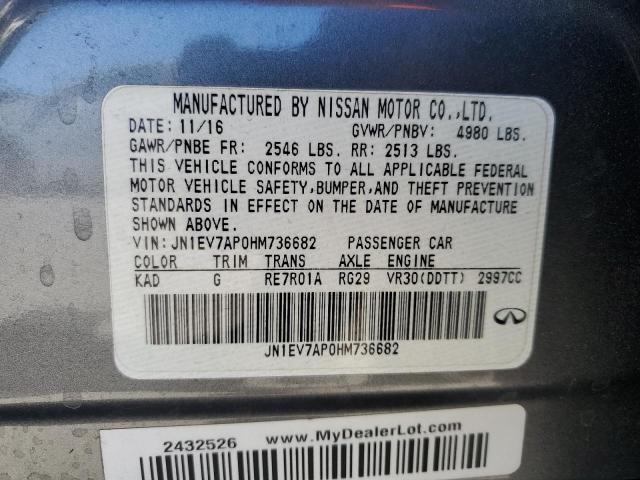 MANUFACTURED BY NISSAN MOTOR CO.,LTD.
DATE: 11/16 GVWR/PNBV: 4980 LBS.
GAWR/PNBE FR: 2546 LBS. RR: 2513 LBS.
THIS VEHICLE CONFORMS TO ALL APPLICABLE FEDERAL
MOTOR VEHICLE SAFETY,BUMPER,AND THEFT PREVENTION
STANDARDS IN EFFECT ON THE DATE OF MANUFACTURE
SHOWN ABOVE.
VIN: JN1EV7AP0HM736682 PASSENGER CAR
COLOR TRIM TRANS AXLE ENGINE
KAD G RE7R01A RG29 VR30(DDTT) 2997CC
JN1EV7AP0HM736682
2432526 www.MyDealerLot.com